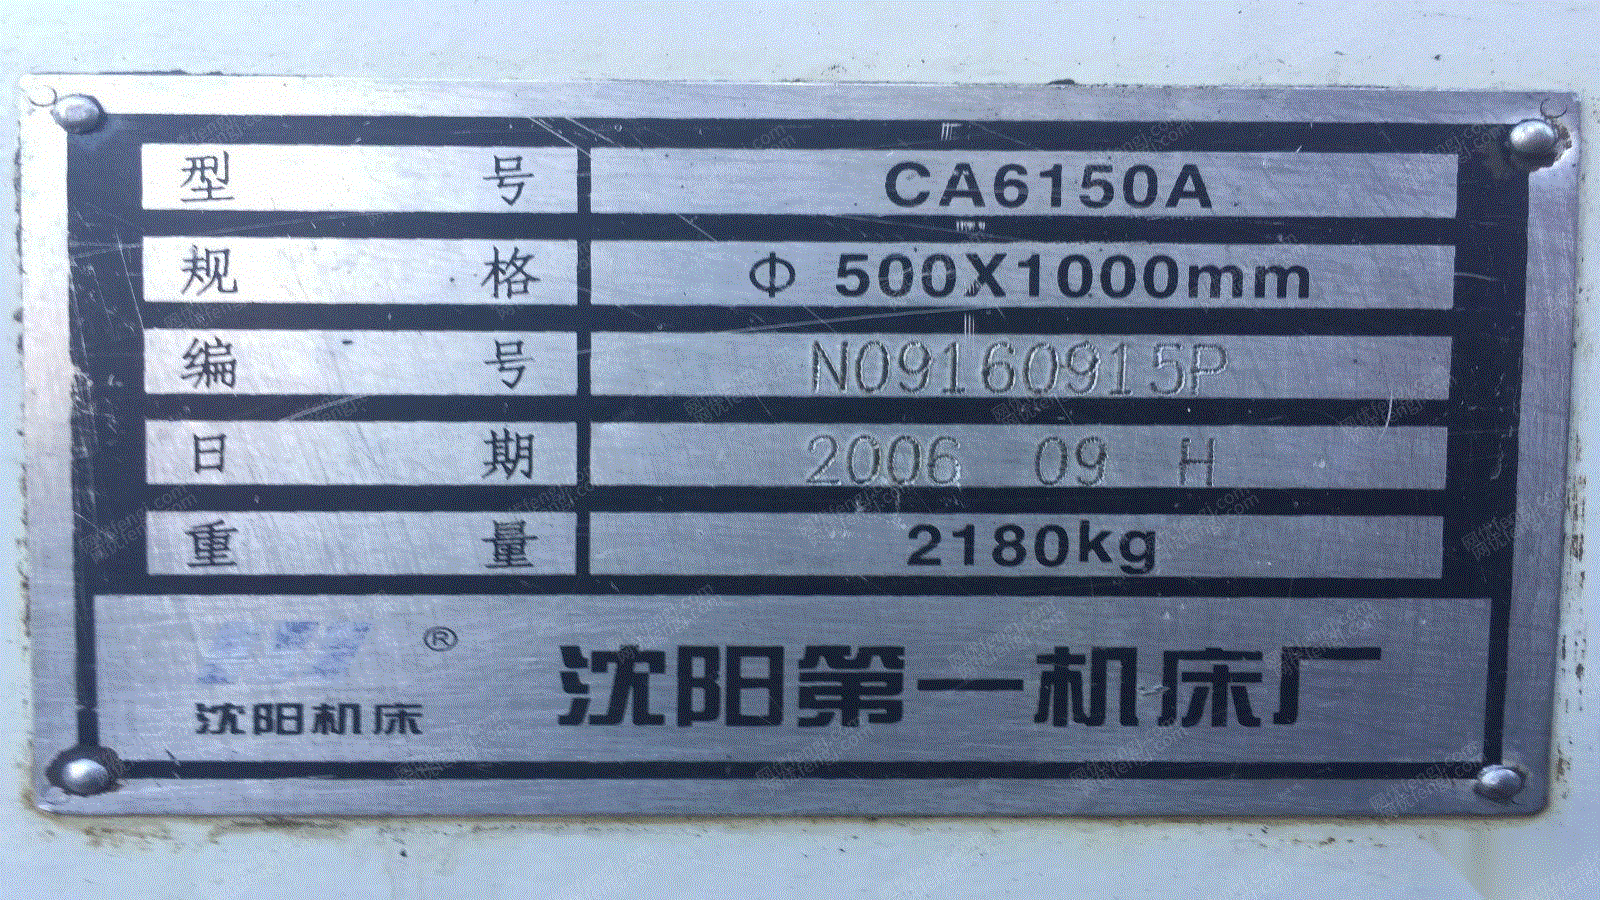 型 号 CA6150A
规 格 Φ 500X1000mm
编 号 N09160915P
日 期 2006 09 H
重 量 2180kg
®
沈阳机床 沈阳第一机床厂